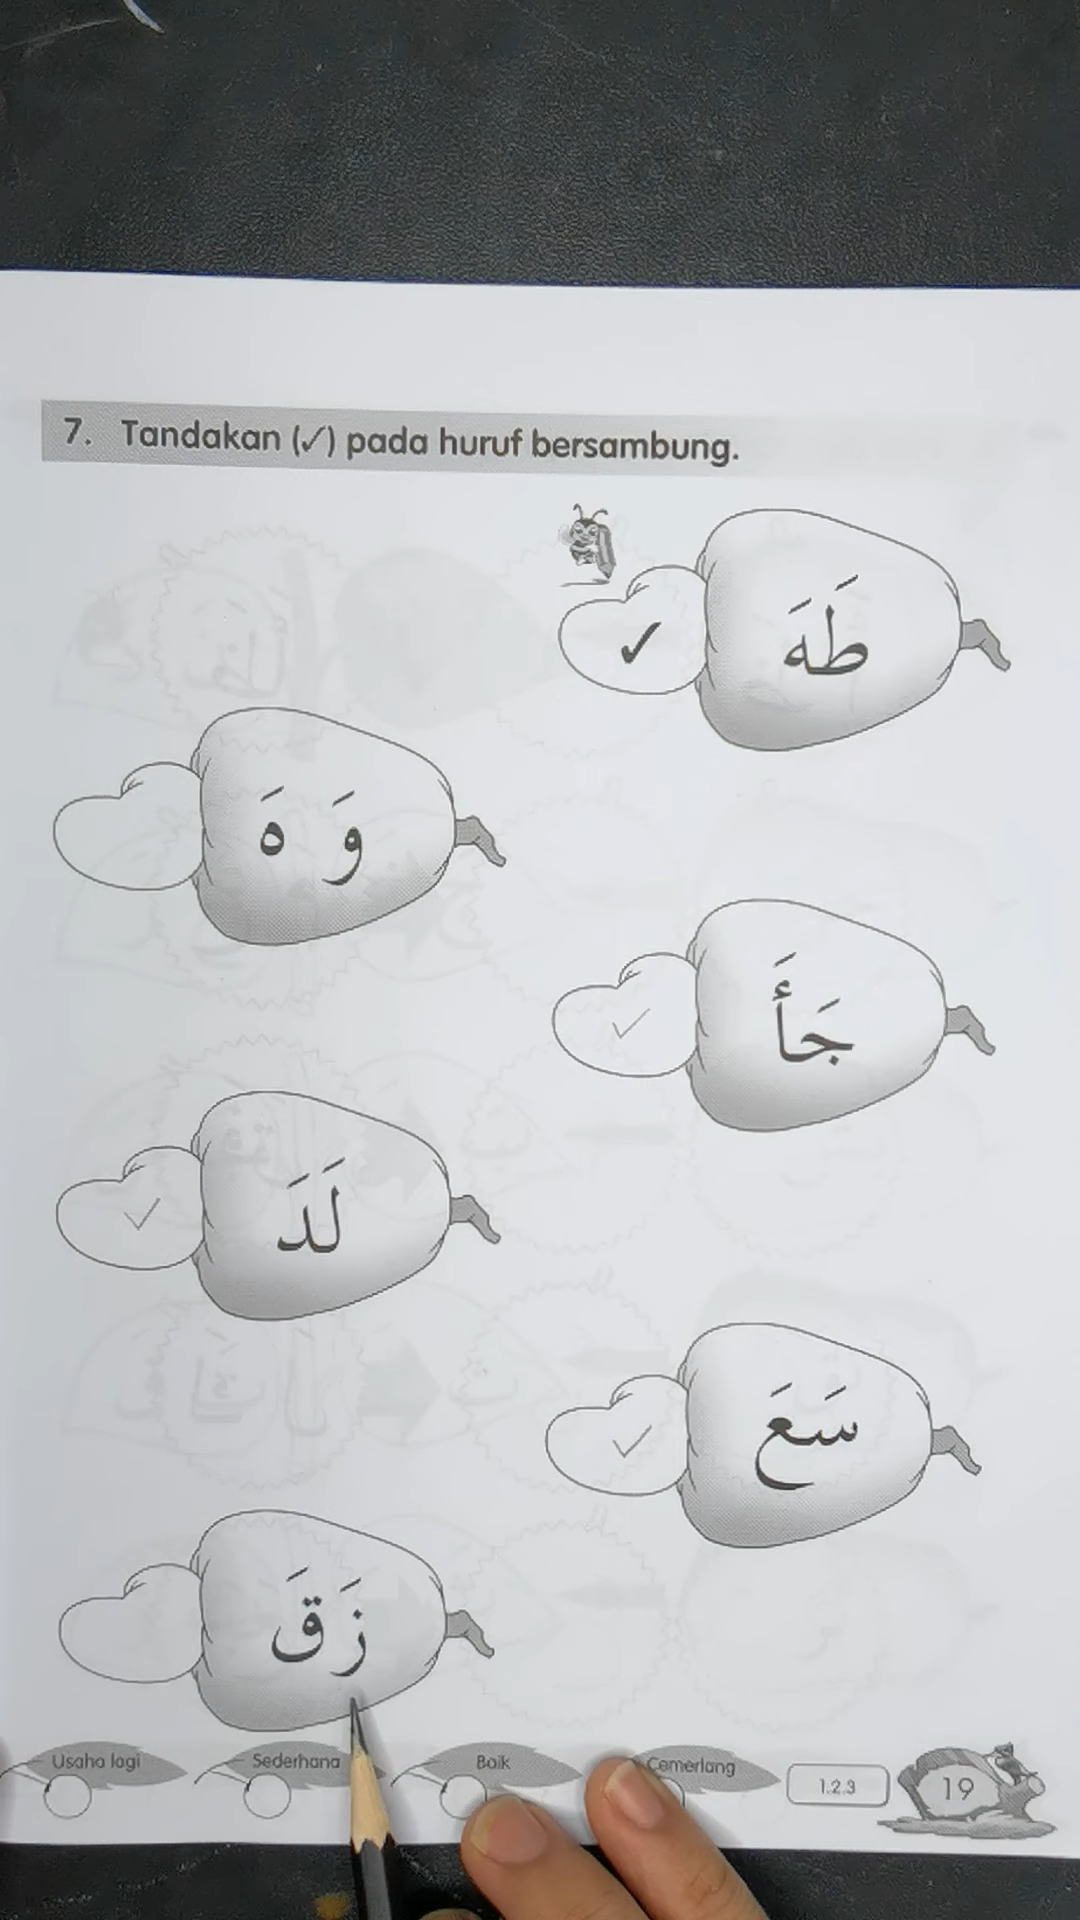 7. Tandakan (✓) pada huruf bersambung.
طَهَ
وَ هَ
جَأَ
لَدَ
سَعَ
زَقَ
Usaha lagi
Sederhana
Baik
Cemerlang
1.2.3
19